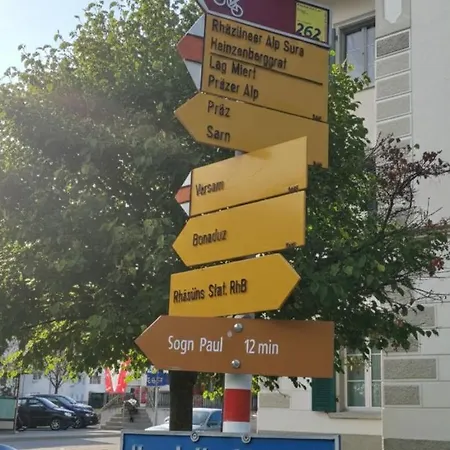 262
Rhäzünser Alp Sura
Heinzenberggrat
Lag Miert
Präzer Alp
Präz
Sarn
Versam
Bonaduz
Rhäzüns Stat. RhB
Sogn Paul 12 min